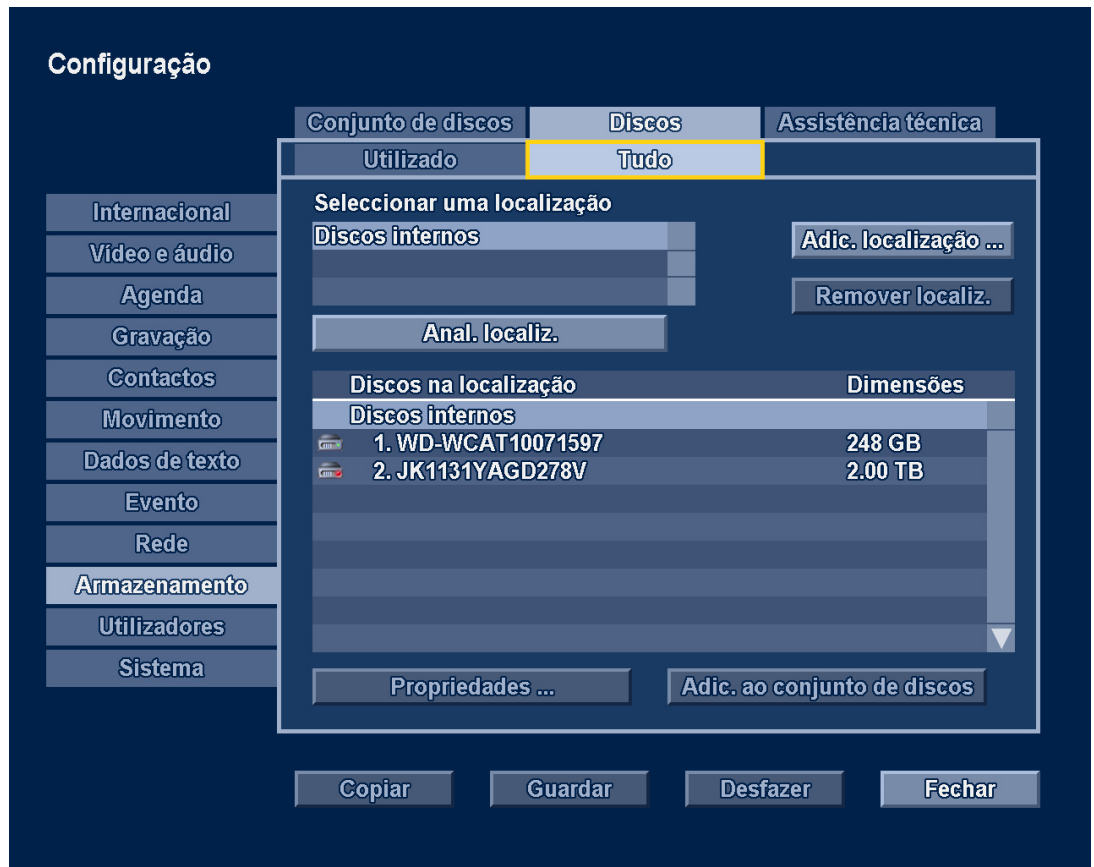 Configuração
Conjunto de discos Discos Assistência técnica
Utilizado Tudo
Internacional
Vídeo e áudio
Agenda
Gravação
Contactos
Movimento
Dados de texto
Evento
Rede
Armazenamento
Utilizadores
Sistema
Seleccionar uma localização
Discos internos
Adic. localização ...
Remover localiz.
Anal. localiz.
Discos na localização Dimensões
Discos internos
1. WD-WCAT10071597 248 GB
2. JK1131YAGD278V 2.00 TB
Propriedades ... Adic. ao conjunto de discos
Copiar Guardar Desfazer Fechar